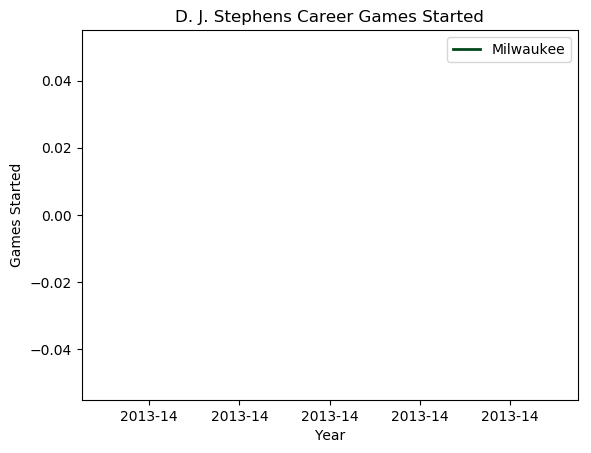 D. J. Stephens Career Games Started
Milwaukee
0.04
0.02
0.00
−0.02
−0.04
Games Started
2013-14 2013-14 2013-14 2013-14 2013-14
Year